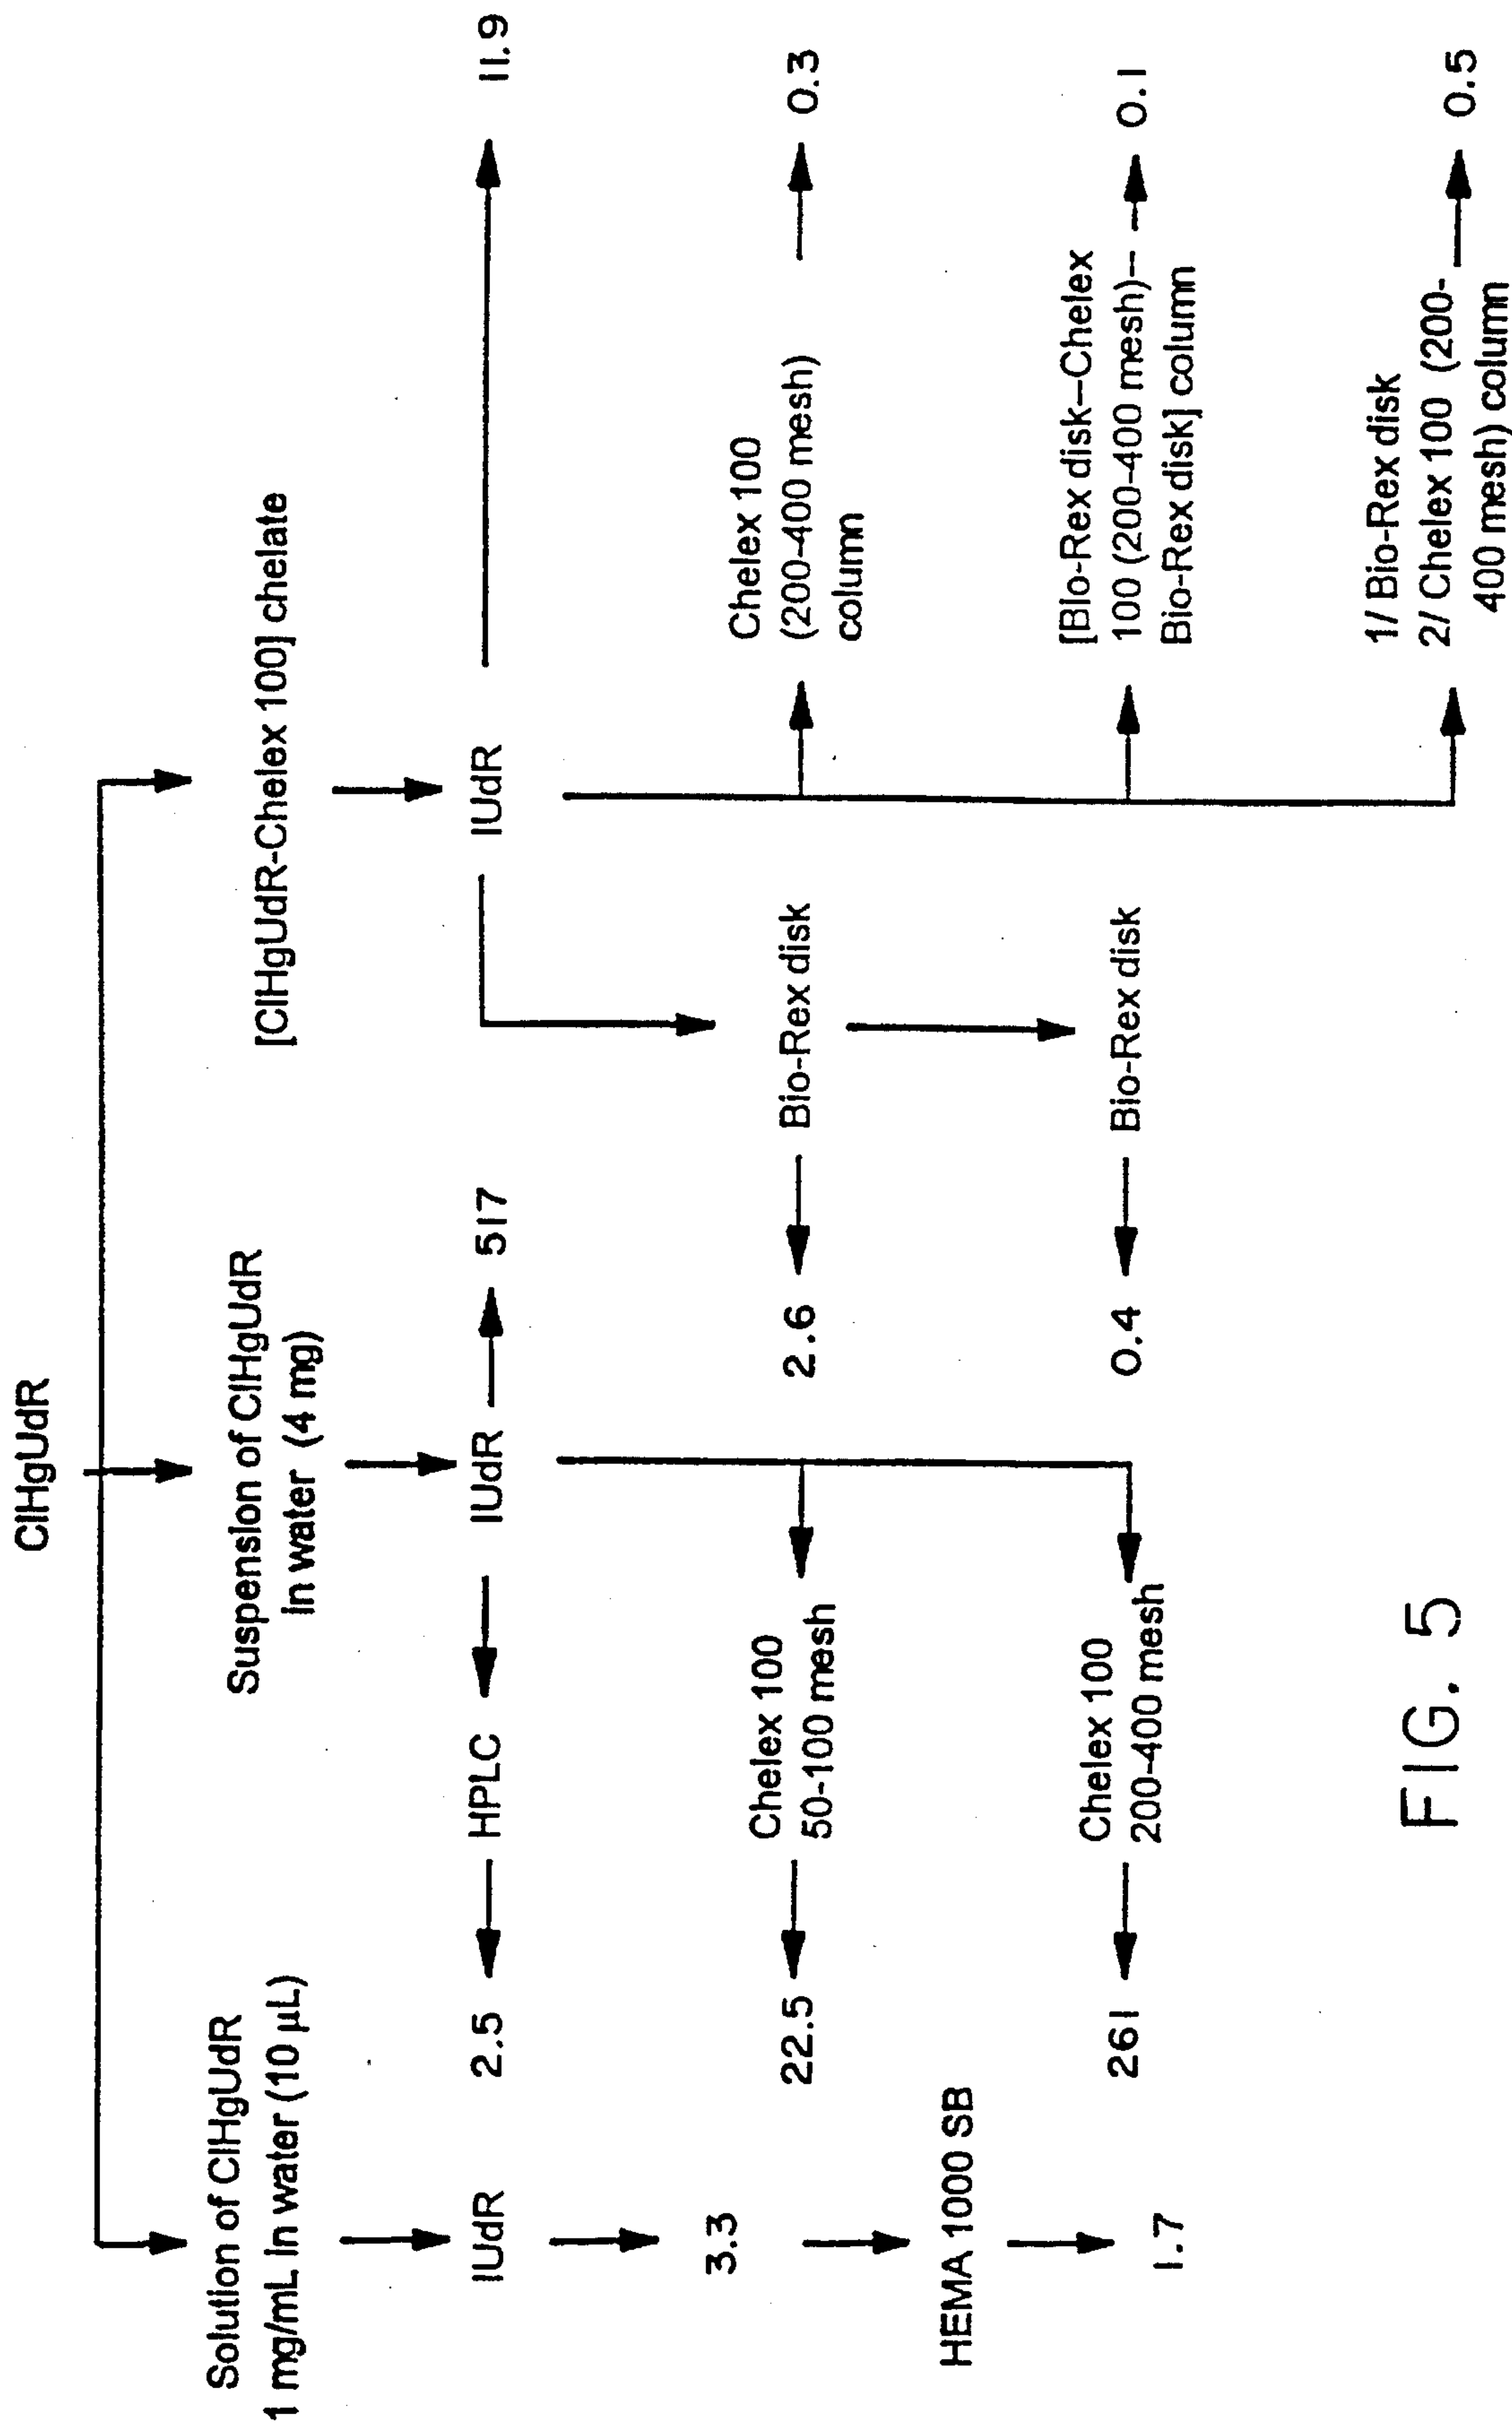 ClHgUdR
Solution of ClHgUdR
1 mg/mL in water (10 µL)
Suspension of ClHgUdR
in water (4 mg)
[ClHgUdR-Chelex 100] chelate
IUdR
2.5
HPLC
IUdR
517
IUdR
11.9
3.3
22.5
Chelex 100
50-100 mesh
2.6
Bio-Rex disk
Chelex 100
(200-400 mesh)
column
0.3
HEMA 1000 SB
1.7
261
Chelex 100
200-400 mesh
0.4
Bio-Rex disk
[Bio-Rex disk–Chelex
100 (200-400 mesh)--
Bio-Rex disk] column
0.1
1/ Bio-Rex disk
2/ Chelex 100 (200-
400 mesh) column
0.5
FIG. 5